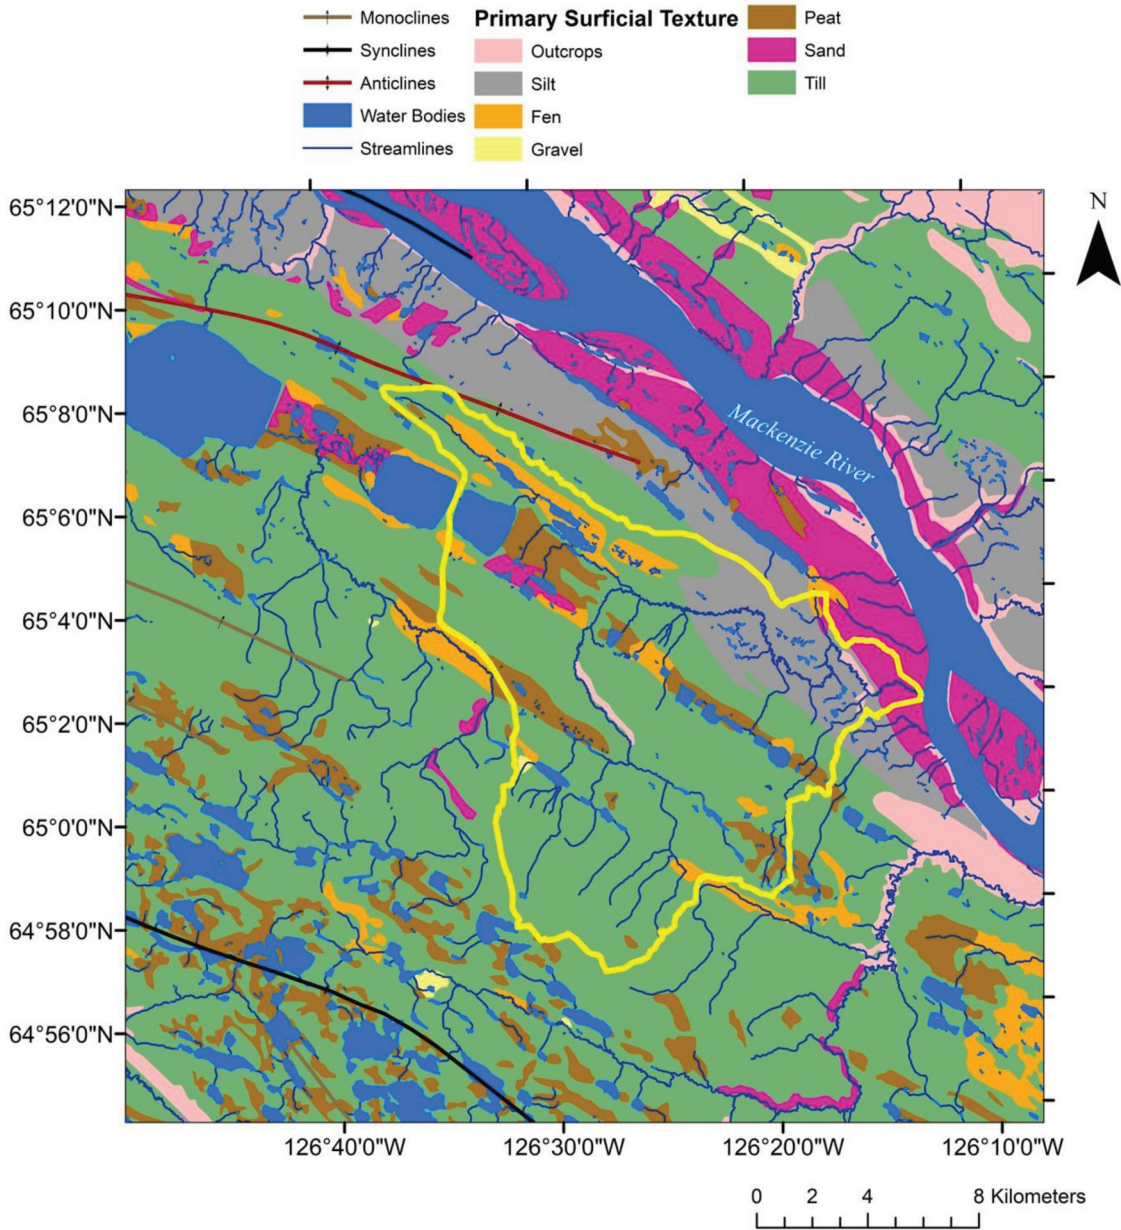 Monoclines
Synclines
Anticlines
Water Bodies
Streamlines
Primary Surficial Texture
Outcrops
Silt
Fen
Gravel
Peat
Sand
Till
N
65°12'0"N
65°10'0"N
65°8'0"N
65°6'0"N
65°4'0"N
65°2'0"N
65°0'0"N
64°58'0"N
64°56'0"N
Mackenzie River
126°40'0"W
126°30'0"W
126°20'0"W
126°10'0"W
0 2 4 8 Kilometers